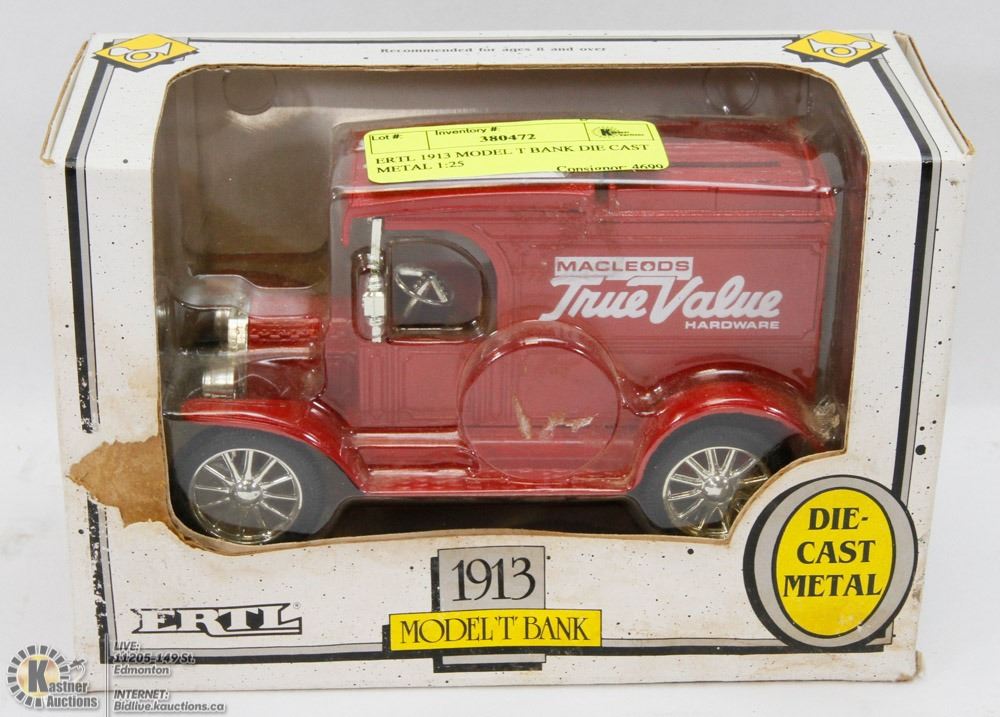 Recommended for ages 8 and over
Lot #:
Inventory #:
380472
ERTL 1913 MODEL T BANK DIE CAST
METAL 1:25
Consignor: 4699
MACLEODS
True Value
HARDWARE
DIE-
CAST
METAL
1913
MODEL 'T' BANK
ERTL®
LIVE:
11205-149 St.
Edmonton
INTERNET:
Bidlive.kauctions.ca
Kastner
Auctions